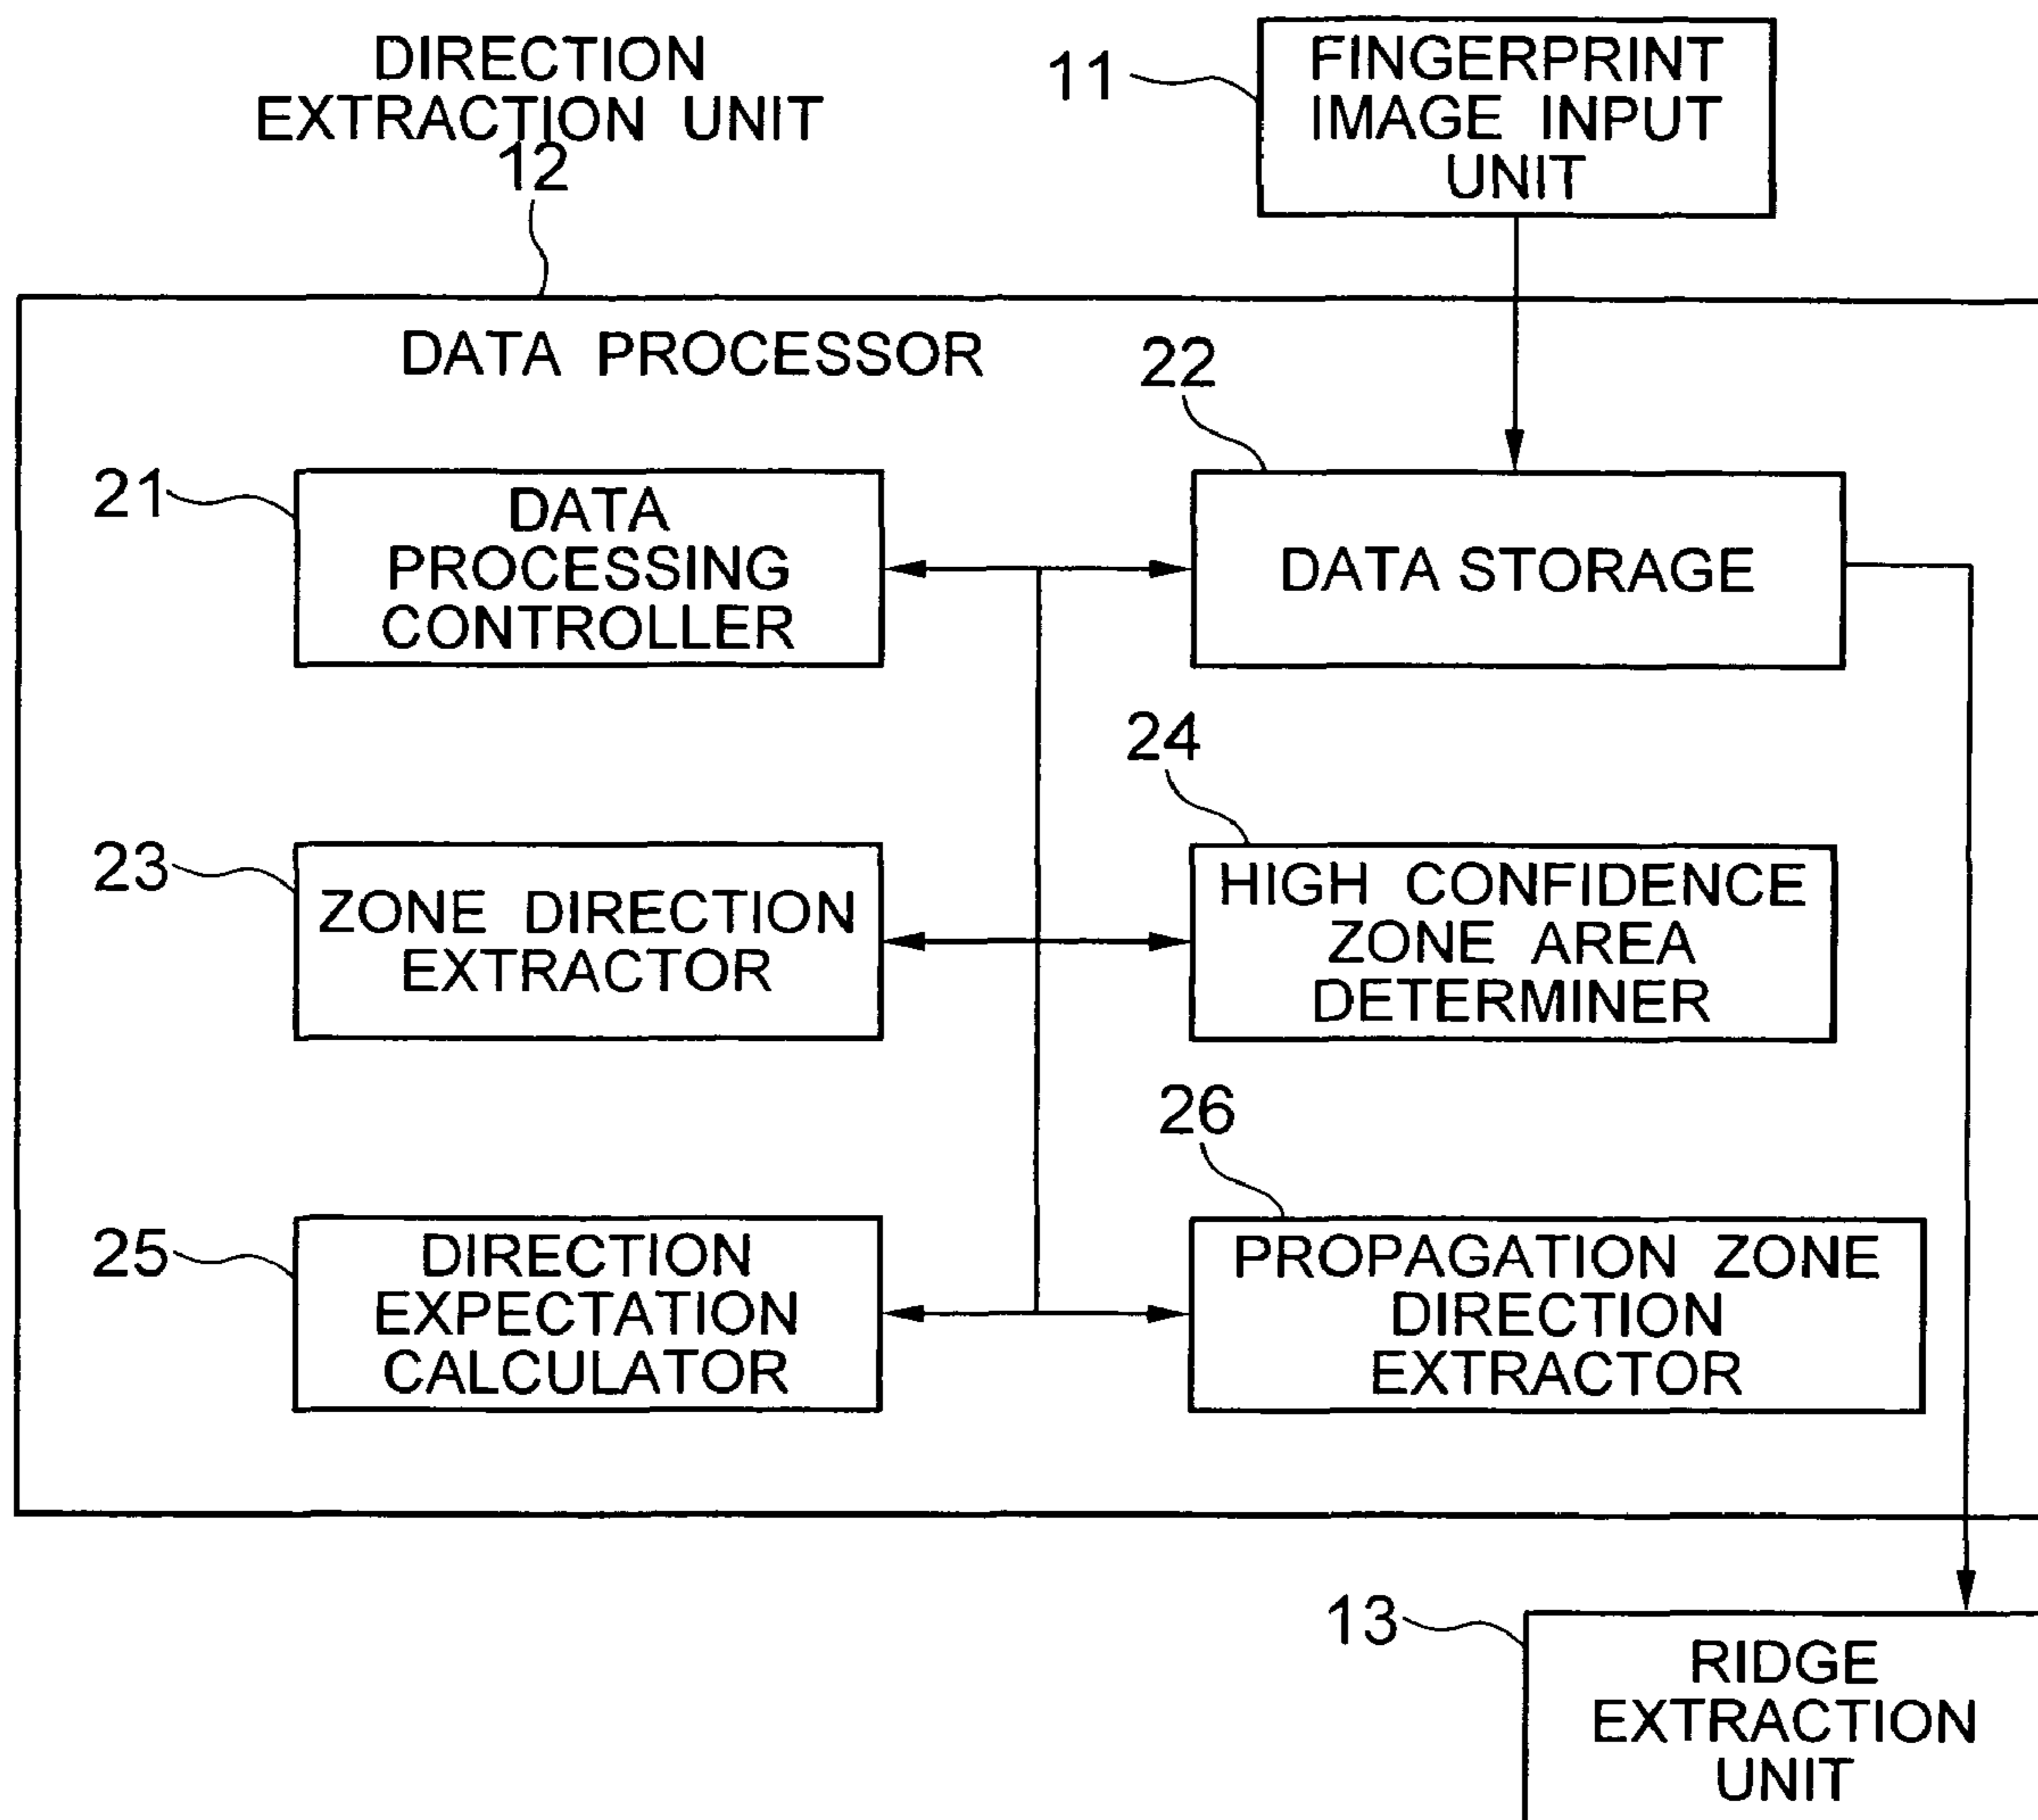 DIRECTION
EXTRACTION UNIT
12
11
FINGERPRINT
IMAGE INPUT
UNIT
DATA PROCESSOR
21
DATA
PROCESSING
CONTROLLER
22
DATA STORAGE
23
ZONE DIRECTION
EXTRACTOR
24
HIGH CONFIDENCE
ZONE AREA
DETERMINER
25
DIRECTION
EXPECTATION
CALCULATOR
26
PROPAGATION ZONE
DIRECTION
EXTRACTOR
13
RIDGE
EXTRACTION
UNIT